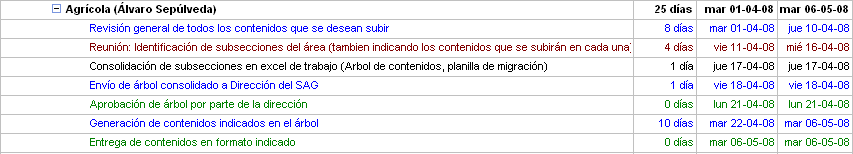 Agrícola (Álvaro Sepúlveda) 25 días mar 01-04-08 mar 06-05-08
Revisión general de todos los contenidos que se desean subir 8 días mar 01-04-08 jue 10-04-08
Reunión: Identificación de subsecciones del área (tambien indicando los contenidos que se subirán en cada una) 4 días vie 11-04-08 mié 16-04-08
Consolidación de subsecciones en excel de trabajo (Arbol de contenidos, planilla de migración) 1 día jue 17-04-08 jue 17-04-08
Envío de árbol consolidado a Dirección del SAG 1 día vie 18-04-08 vie 18-04-08
Aprobación de árbol por parte de la dirección 0 días lun 21-04-08 lun 21-04-08
Generación de contenidos indicados en el árbol 10 días mar 22-04-08 mar 06-05-08
Entrega de contenidos en formato indicado 0 días mar 06-05-08 mar 06-05-08